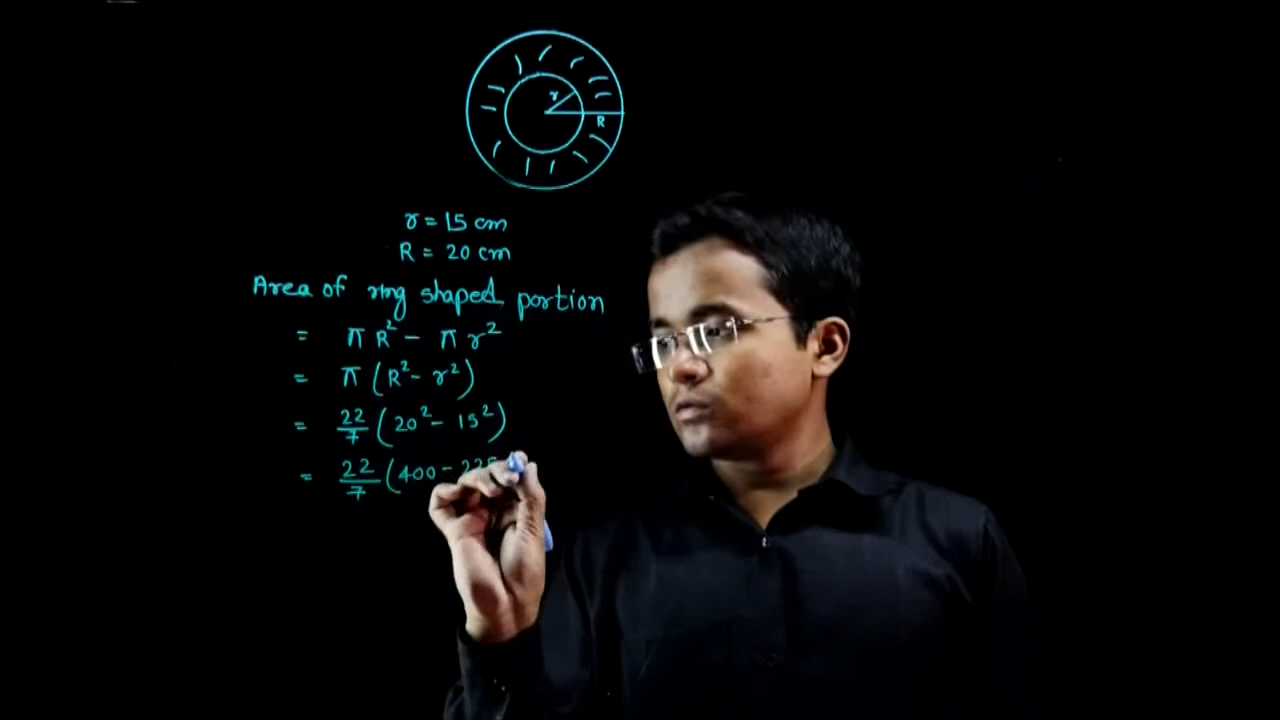 r
R
r = 15 cm
R = 20 cm
Area of ring shaped portion
= π R² - π r²
= π (R² - r²)
= 22/7 (20² - 15²)
= 22/7 (400 - 225